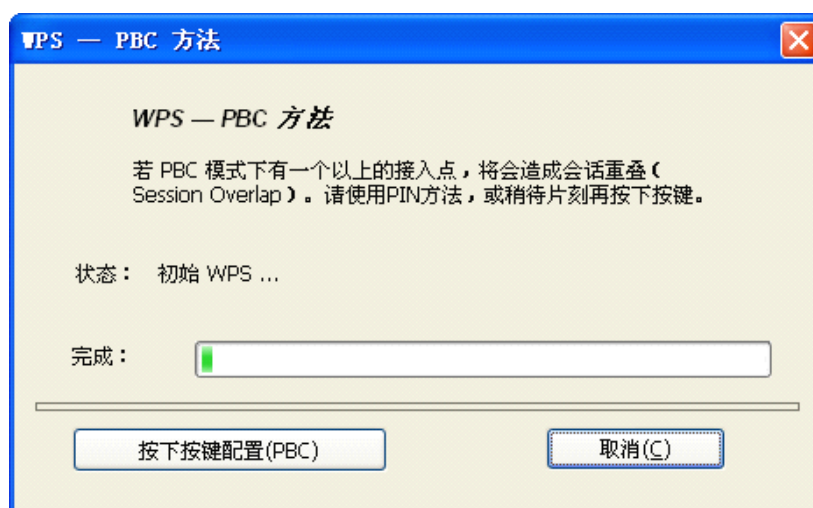 WPS — PBC 方法
WPS — PBC 方法
若 PBC 模式下有一个以上的接入点，将会造成会话重叠(
Session Overlap)。请使用PIN方法，或稍待片刻再按下按键。
状态： 初始 WPS ...
完成：
按下按键配置(PBC)
取消(C)